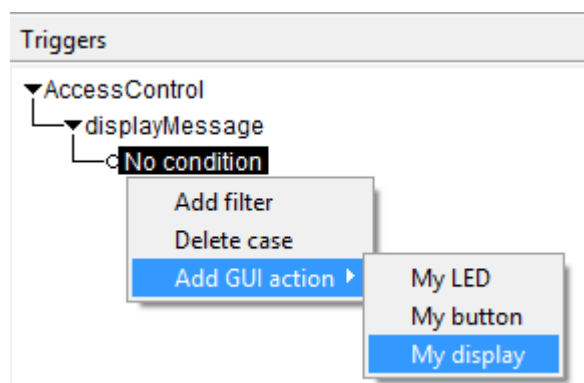 Triggers
AccessControl
displayMessage
No condition
Add filter
Delete case
Add GUI action
My LED
My button
My display